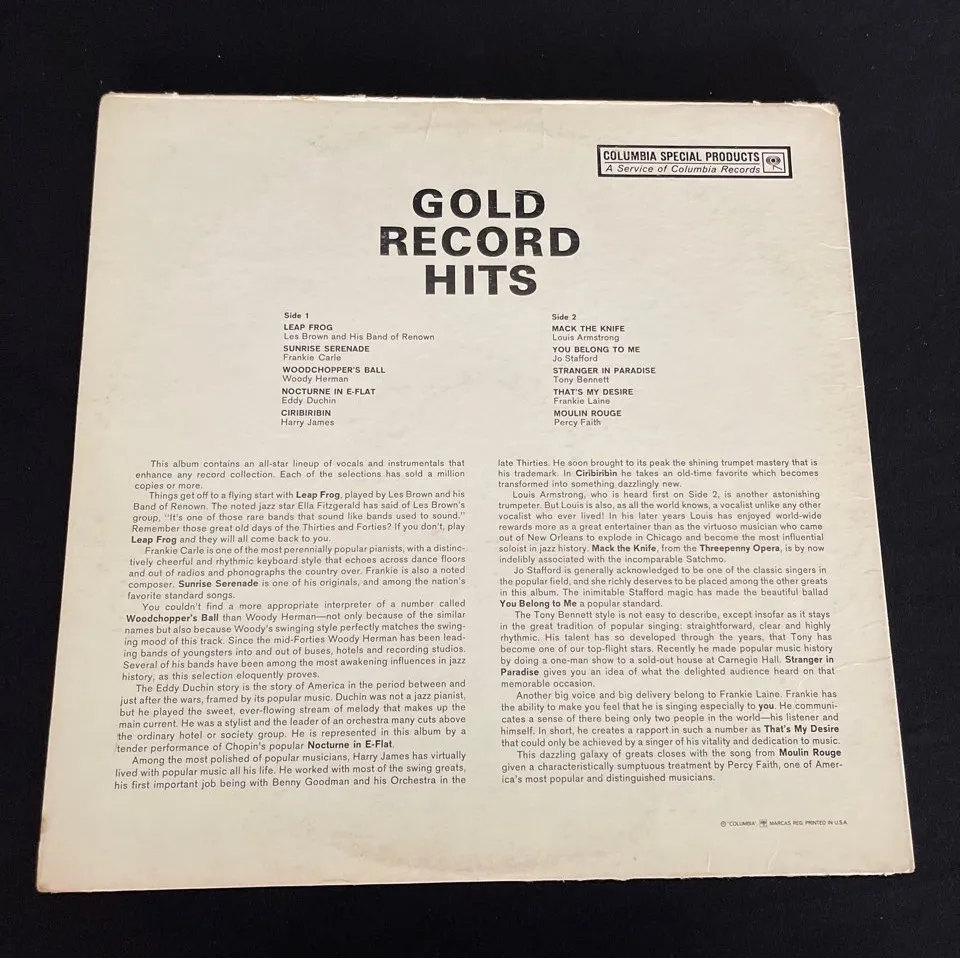 COLUMBIA SPECIAL PRODUCTS
A Service of Columbia Records
GOLD
RECORD
HITS
Side 1
LEAP FROG
Les Brown and His Band of Renown
SUNRISE SERENADE
Frankie Carle
WOODCHOPPER'S BALL
Woody Herman
NOCTURNE IN E-FLAT
Eddy Duchin
CIRIBIRIBIN
Harry James
Side 2
MACK THE KNIFE
Louis Armstrong
YOU BELONG TO ME
Jo Stafford
STRANGER IN PARADISE
Tony Bennett
THAT'S MY DESIRE
Frankie Laine
MOULIN ROUGE
Percy Faith
This album contains an all-star lineup of vocals and instrumentals that
enhance any record collection. Each of the selections has sold a million
copies or more.
Things get off to a flying start with Leap Frog, played by Les Brown and his
Band of Renown. The noted jazz star Ella Fitzgerald has said of Les Brown's
group, "It's one of those rare bands that sound like bands used to sound."
Remember those great old days of the Thirties and Forties? If you don't, play
Leap Frog and they will all come back to you.
Frankie Carle is one of the most perennially popular pianists, with a distinc-
tively cheerful and rhythmic keyboard style that echoes across dance floors
and out of radios and phonographs the country over. Frankie is also a noted
composer. Sunrise Serenade is one of his originals, and among the nation's
favorite standard songs.
You couldn't find a more appropriate interpreter of a number called
Woodchopper's Ball than Woody Herman—not only because of the similar
names but also because Woody's swinging style perfectly matches the swing-
ing mood of this track. Since the mid-Forties Woody Herman has been lead-
ing bands of youngsters into and out of buses, hotels and recording studios.
Several of his bands have been among the most awakening influences in jazz
history, as this selection eloquently proves.
The Eddy Duchin story is the story of America in the period between and
just after the wars, framed by its popular music. Duchin was not a jazz pianist,
but he played the sweet, ever-flowing stream of melody that makes up the
main current. He was a stylist and the leader of an orchestra many cuts above
the ordinary hotel or society group. He is represented in this album by a
tender performance of Chopin's popular Nocturne in E-Flat.
Among the most polished of popular musicians, Harry James has virtually
lived with popular music all his life. He worked with most of the swing greats,
his first important job being with Benny Goodman and his Orchestra in the
late Thirties. He soon brought to its peak the shining trumpet mastery that is
his trademark. In Ciribiribin he takes an old-time favorite which becomes
transformed into something dazzlingly new.
Louis Armstrong, who is heard first on Side 2, is another astonishing
trumpeter. But Louis is also, as all the world knows, a vocalist unlike any other
vocalist who ever lived! In his later years Louis has enjoyed world-wide
rewards more as a great entertainer than as the virtuoso musician who came
out of New Orleans to explode in Chicago and become the most influential
soloist in jazz history. Mack the Knife, from the Threepenny Opera, is by now
indelibly associated with the incomparable Satchmo.
Jo Stafford is generally acknowledged to be one of the classic singers in
the popular field, and she richly deserves to be placed among the other greats
in this album. The inimitable Stafford magic has made the beautiful ballad
You Belong to Me a popular standard.
The Tony Bennett style is not easy to describe, except insofar as it stays
in the great tradition of popular singing: straightforward, clear and highly
rhythmic. His talent has so developed through the years, that Tony has
become one of our top-flight stars. Recently he made popular music history
by doing a one-man show to a sold-out house at Carnegie Hall. Stranger in
Paradise gives you an idea of what the delighted audience heard on that
memorable occasion.
Another big voice and big delivery belong to Frankie Laine. Frankie has
the ability to make you feel that he is singing especially to you. He communi-
cates a sense of there being only two people in the world—his listener and
himself. In short, he creates a rapport in such a number as That's My Desire
that could only be achieved by a singer of his vitality and dedication to music.
This dazzling galaxy of greats closes with the song from Moulin Rouge
given a characteristically sumptuous treatment by Percy Faith, one of Amer-
ica's most popular and distinguished musicians.
℗ "COLUMBIA", MARCAS REG. PRINTED IN U.S.A.